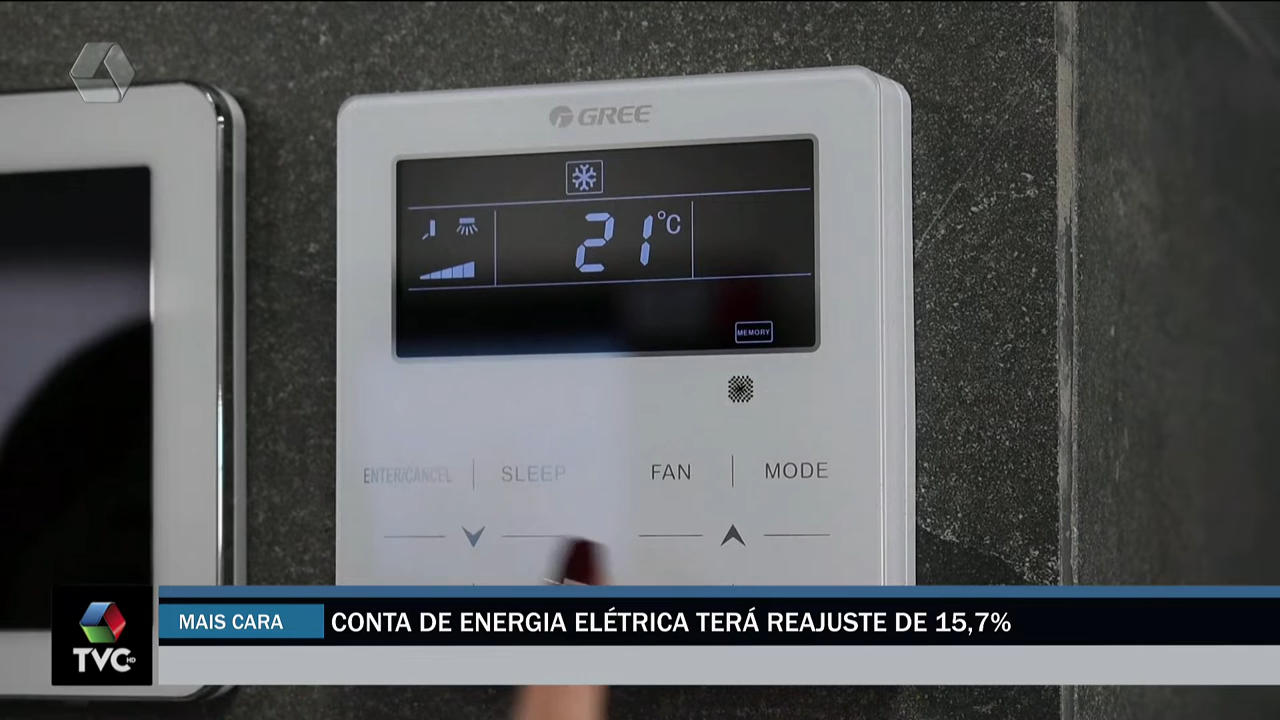 GREE
21°C
MEMORY
ENTER/CANCEL SLEEP FAN MODE
MAIS CARA CONTA DE ENERGIA ELÉTRICA TERÁ REAJUSTE DE 15,7%
TVC HD